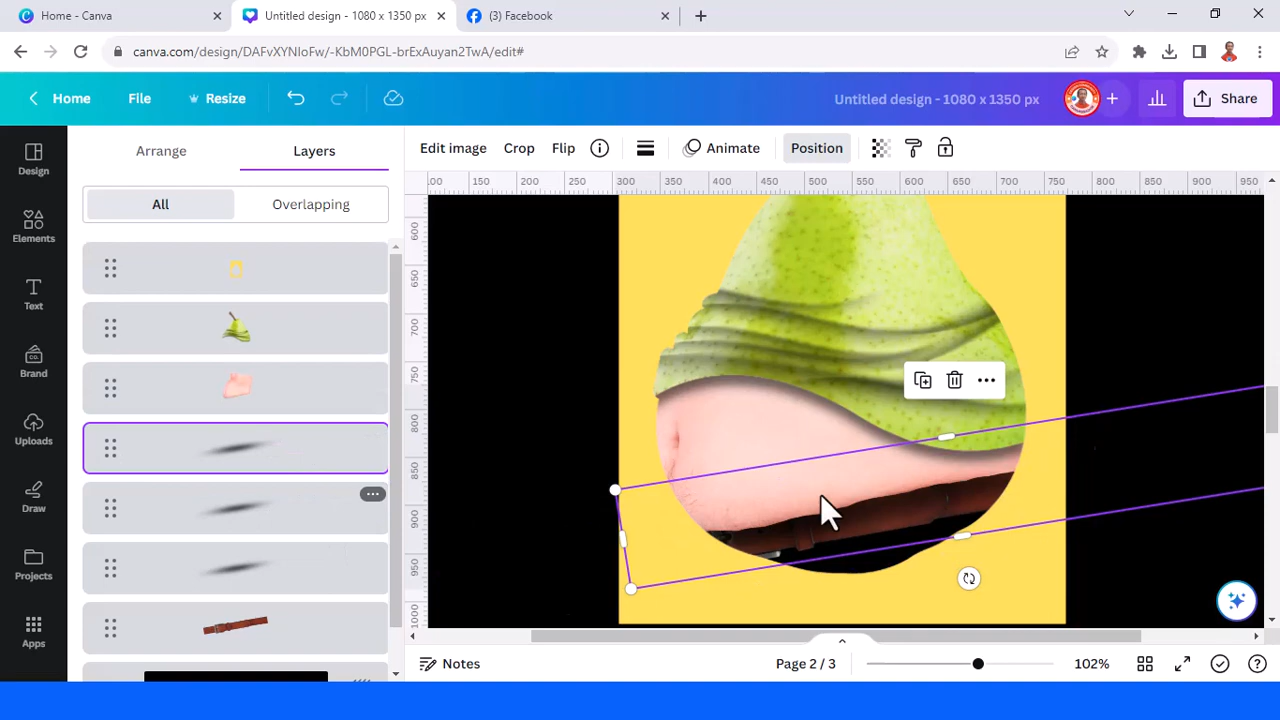 Home - Canva
Untitled design - 1080 x 1350 px
(3) Facebook
canva.com/design/DAFvXYNIoFw/-KbM0PGL-brExAuyan2TwA/edit#
Home
File
Resize
Untitled design - 1080 x 1350 px
Share
Design
Elements
Text
Brand
Uploads
Draw
Projects
Apps
Arrange
Layers
All
Overlapping
Edit image
Crop
Flip
Animate
Position
100 150 200 250 300 350 400 450 500 550 600 650 700 750 800 850 900 950
600
650
700
750
800
850
900
950
1000
Notes
Page 2 / 3
102%